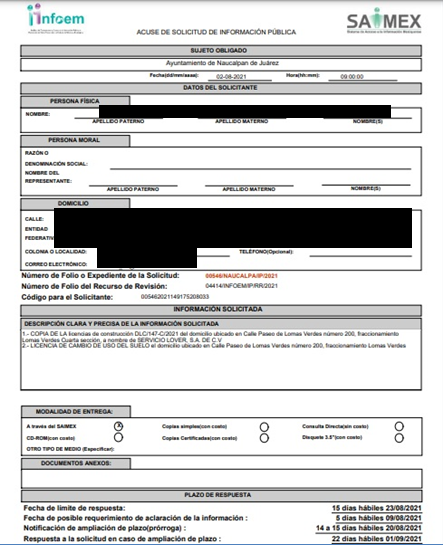 infoem
ACUSE DE SOLICITUD DE INFORMACIÓN PÚBLICA
SAIMEX
SUJETO OBLIGADO
Ayuntamiento de Naucalpan de Juárez
Fecha(dd/mm/aaaa): 02-08-2021 Hora(hh:mm): 09:00:00
DATOS DEL SOLICITANTE
PERSONA FÍSICA
NOMBRE:
APELLIDO PATERNO APELLIDO MATERNO NOMBRE(S)
PERSONA MORAL
RAZÓN O
DENOMINACIÓN SOCIAL:
NOMBRE DEL
REPRESENTANTE:
APELLIDO PATERNO APELLIDO MATERNO NOMBRE(S)
DOMICILIO
CALLE:
ENTIDAD
FEDERATIV
COLONIA O LOCALIDAD: TELÉFONO(Opcional):
CORREO ELECTRÓNICO:
Número de Folio o Expediente de la Solicitud: 00546/NAUCALPA/IP/2021
Número de Folio del Recurso de Revisión: 04414/INFOEM/IP/RR/2021
Código para el Solicitante: 005462021149175208033
INFORMACIÓN SOLICITADA
DESCRIPCIÓN CLARA Y PRECISA DE LA INFORMACIÓN SOLICITADA
1.- COPIA DE LA licencias de construcción DLC/147-C/2021 del domicilio ubicado en Calle Paseo de Lomas Verdes número 200, fraccionamiento
Lomas Verdes Cuarta sección, a nombre de SERVICIO LOVER, S.A. DE C.V
2.- LICENCIA DE CAMBIO DE USO DEL SUELO el domicilio ubicado en Calle Paseo de Lomas Verdes número 200, fraccionamiento Lomas Verdes
MODALIDAD DE ENTREGA:
A través del SAIMEX X Copias simples(con costo) Consulta Directa(sin costo)
CD-ROM(con costo) Copias Certificadas(con costo) Disquete 3.5"(con costo)
OTRO TIPO DE MEDIO (Especificar):
DOCUMENTOS ANEXOS:
PLAZO DE RESPUESTA
Fecha de límite de respuesta: 15 días hábiles 23/08/2021
Fecha de posible requerimiento de aclaración de la información : 5 días hábiles 09/08/2021
Notificación de ampliación de plazo(prórroga) : 14 a 15 días hábiles 20/08/2021
Respuesta a la solicitud en caso de ampliación de plazo : 22 días hábiles 01/09/2021